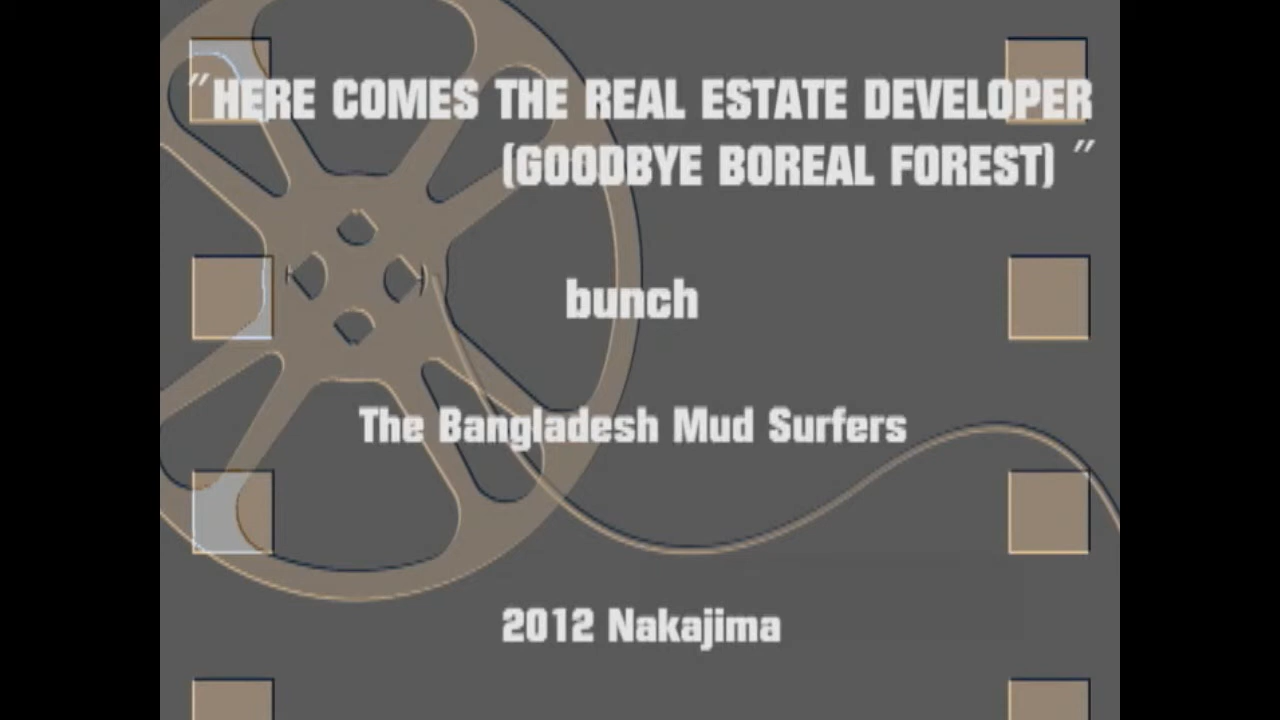 "HERE COMES THE REAL ESTATE DEVELOPER
(GOODBYE BOREAL FOREST) "
bunch
The Bangladesh Mud Surfers
2012 Nakajima